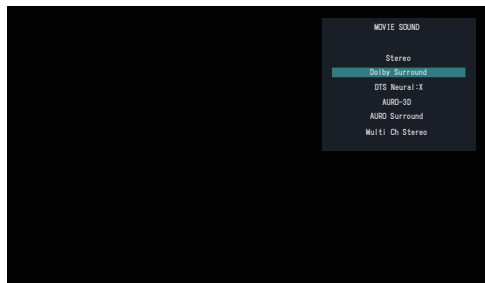 MOVIE SOUND
Stereo
Dolby Surround
DTS Neural:X
AURO-3D
AURO Surround
Multi Ch Stereo